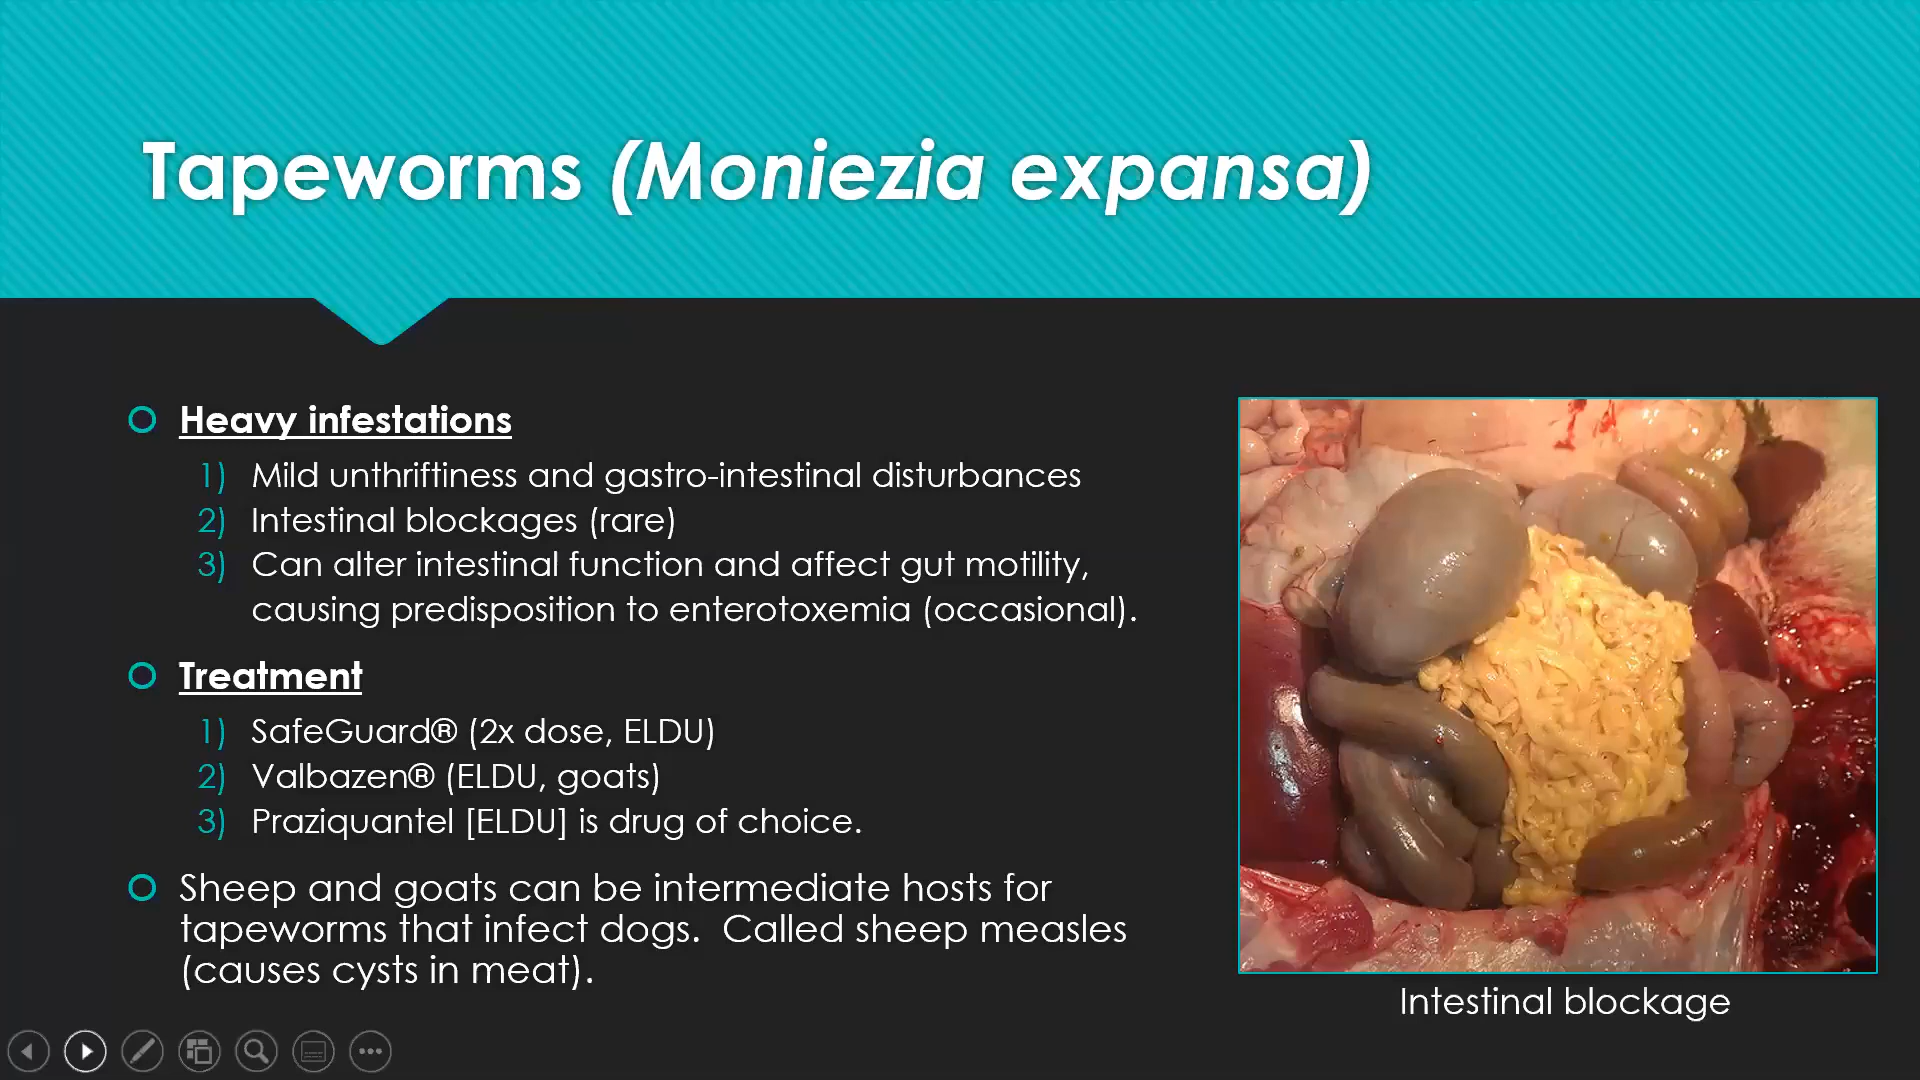 Tapeworms (Moniezia expansa)
Heavy infestations
1) Mild unthriftiness and gastro-intestinal disturbances
2) Intestinal blockages (rare)
3) Can alter intestinal function and affect gut motility,
causing predisposition to enterotoxemia (occasional).
Treatment
1) SafeGuard® (2x dose, ELDU)
2) Valbazen® (ELDU, goats)
3) Praziquantel [ELDU] is drug of choice.
Sheep and goats can be intermediate hosts for
tapeworms that infect dogs.  Called sheep measles
(causes cysts in meat).
Intestinal blockage